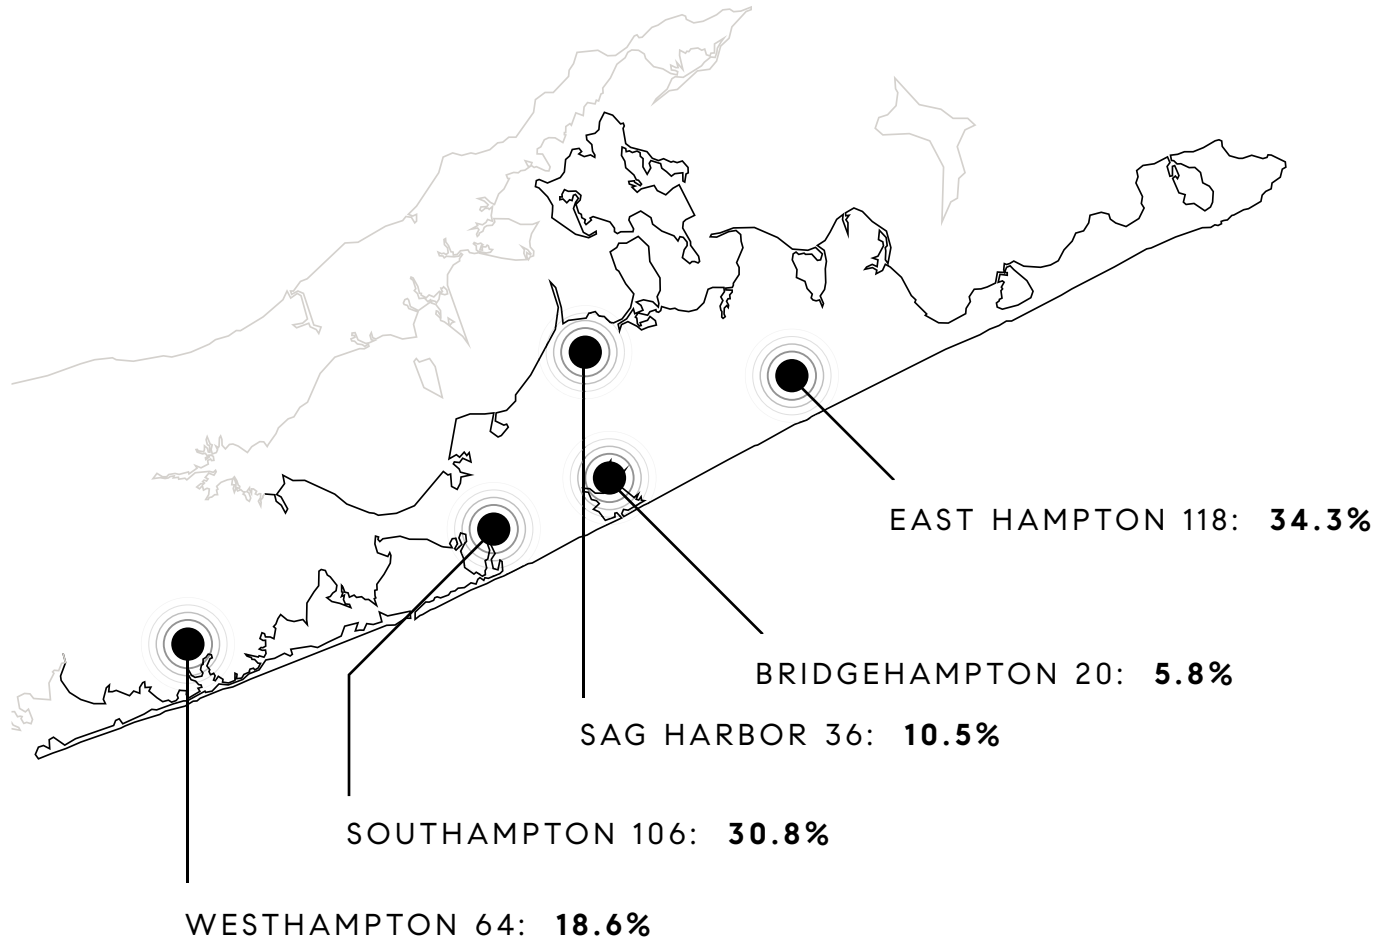 EAST HAMPTON 118: 34.3%
BRIDGEHAMPTON 20: 5.8%
SAG HARBOR 36: 10.5%
SOUTHAMPTON 106: 30.8%
WESTHAMPTON 64: 18.6%